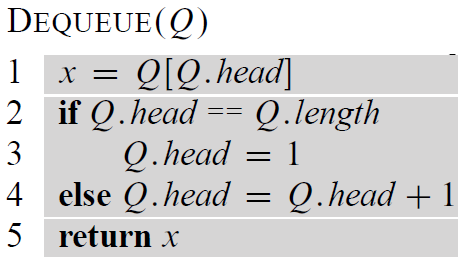 DEQUEUE(Q)
1 x = Q[Q.head]
2 if Q.head == Q.length
3 Q.head = 1
4 else Q.head = Q.head + 1
5 return x